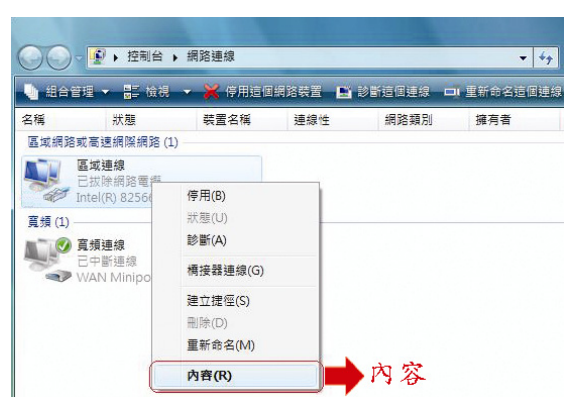 控制台 網路連線
組合管理 檢視 停用這個網路裝置 診斷這個連線 重新命名這個連線
名稱 狀態 裝置名稱 連線性 網路類別 擁有者
區域網路或高速網際網路 (1)
區域連線
已拔除網路電纜
Intel(R) 82566
停用(B)
狀態(U)
診斷(A)
橋接器連線(G)
建立捷徑(S)
刪除(D)
重新命名(M)
內容(R)
內容
寬頻 (1)
寬頻連線
已中斷連線
WAN Minipo